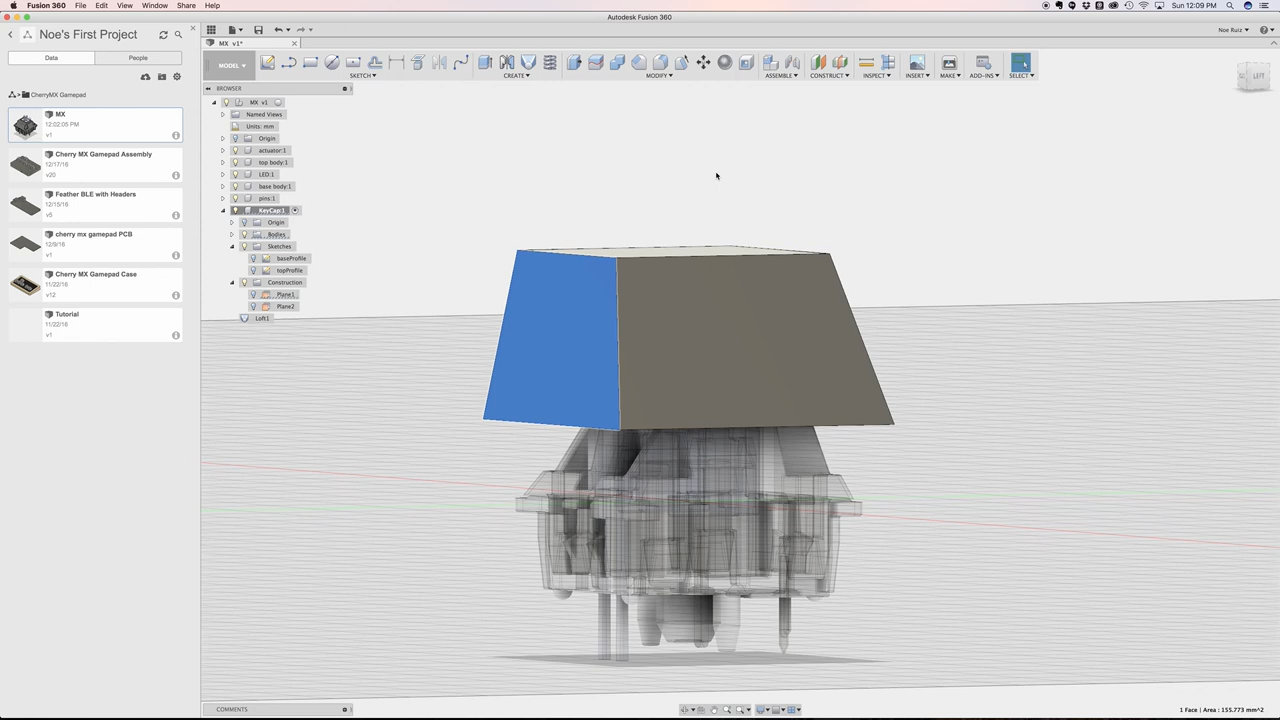 Fusion 360 File Edit View Window Share Help
Sun 12:09 PM
Autodesk Fusion 360
Noe's First Project
Noe Ruiz
MX v1*
Data People
MODEL
SKETCH CREATE MODIFY ASSEMBLE CONSTRUCT INSPECT INSERT MAKE ADD-INS SELECT
LEFT
BROWSER
CherryMX Gamepad
MX v1
Named Views
MX
12:02:05 PM
v1
Units: mm
Origin
actuator:1
Cherry MX Gamepad Assembly
12/17/16
v20
top body:1
LED:1
base body:1
Feather BLE with Headers
12/15/16
v5
pins:1
KeyCap:1
Origin
cherry mx gamepad PCB
12/9/16
v1
Bodies
Sketches
baseProfile
Cherry MX Gamepad Case
11/22/16
v12
topProfile
Construction
Plane1
Plane2
Tutorial
11/22/16
v1
Loft1
COMMENTS
1 Face | Area : 155.773 mm^2